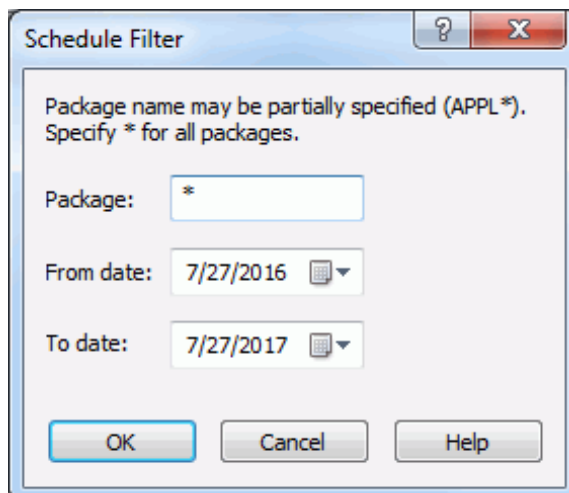 Schedule Filter
Package name may be partially specified (APPL*).
Specify * for all packages.
Package: *
From date: 7/27/2016
To date: 7/27/2017
OK Cancel Help